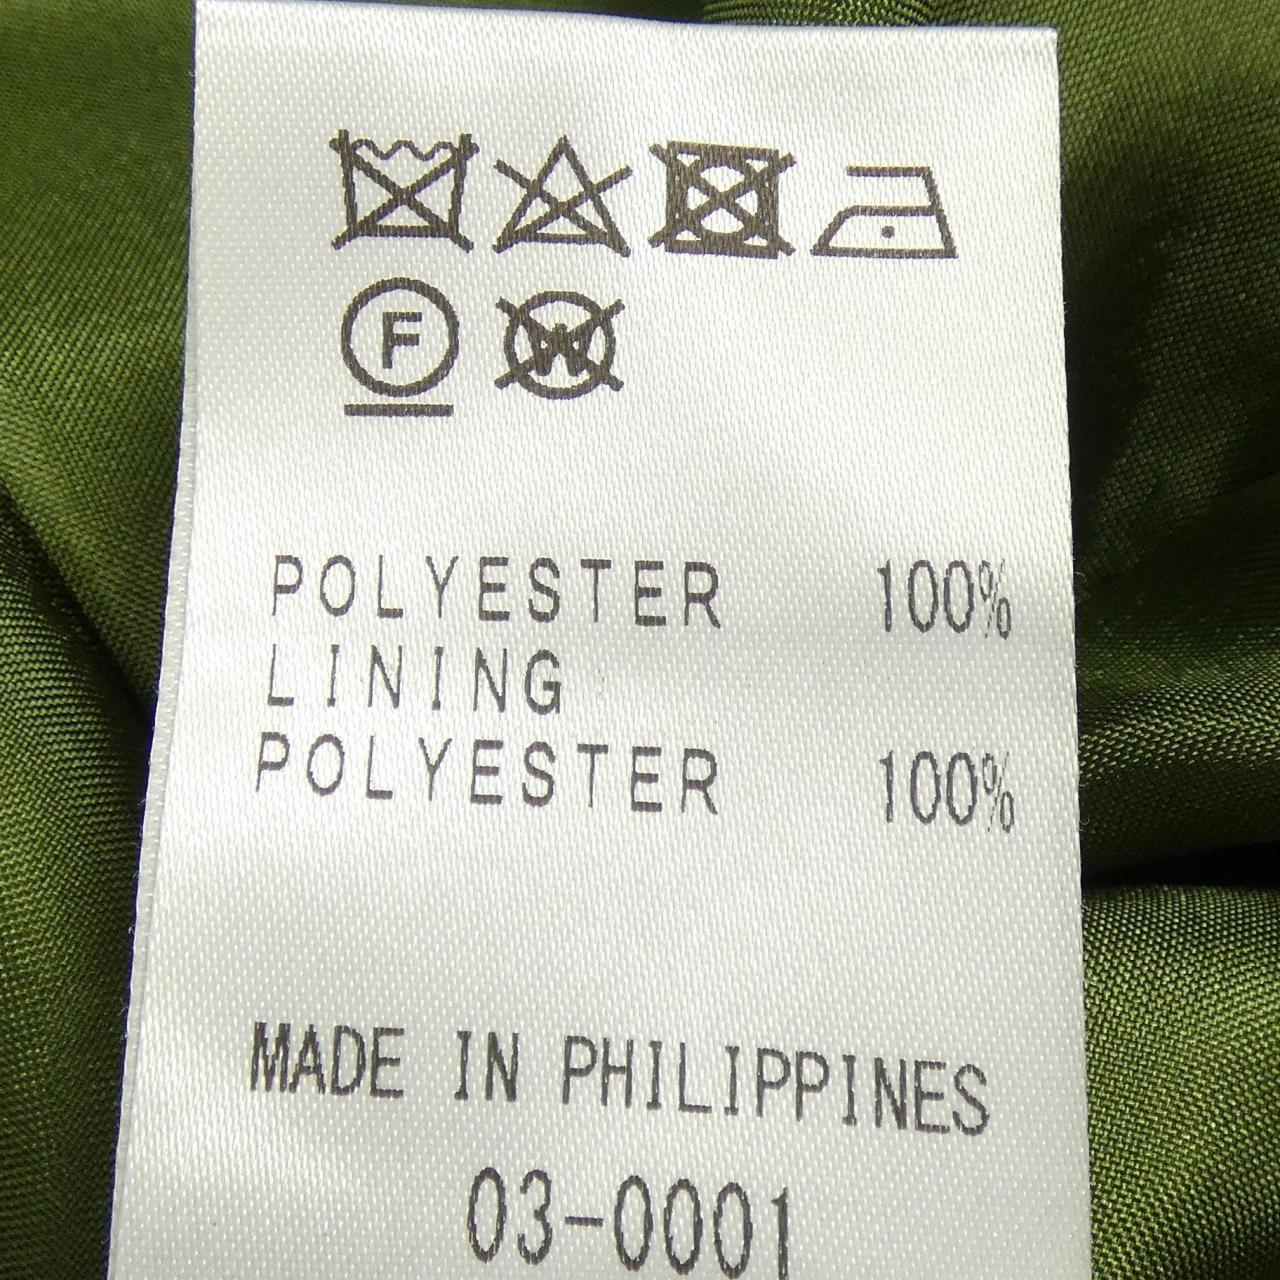 F W
POLYESTER 100%
LINING
POLYESTER 100%
MADE IN PHILIPPINES
03-0001